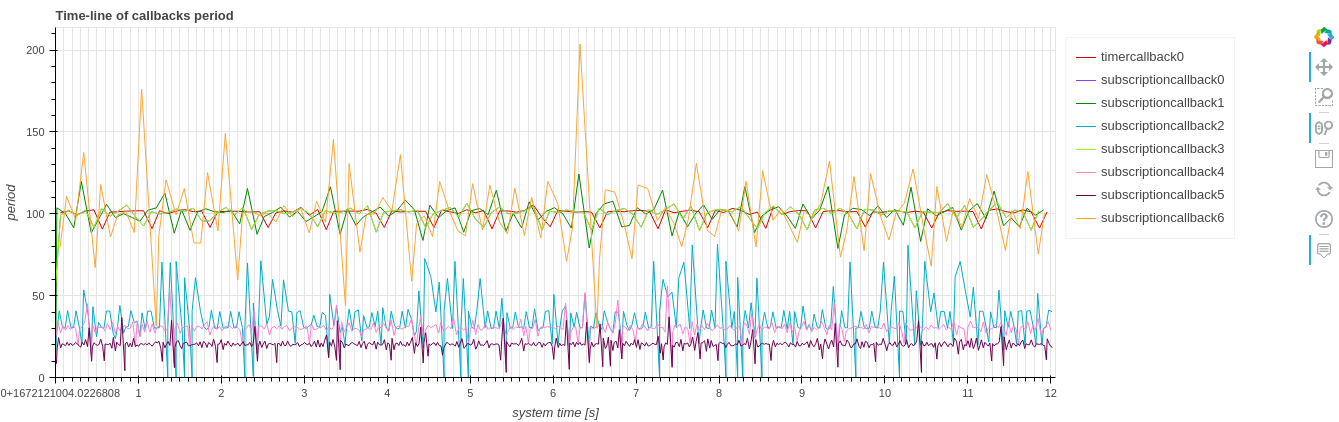 Time-line of callbacks period
period
200
150
100
50
0
0+1672121004.0226808
1
2
3
4
5
6
7
8
9
10
11
12
system time [s]
timercallback0
subscriptioncallback0
subscriptioncallback1
subscriptioncallback2
subscriptioncallback3
subscriptioncallback4
subscriptioncallback5
subscriptioncallback6